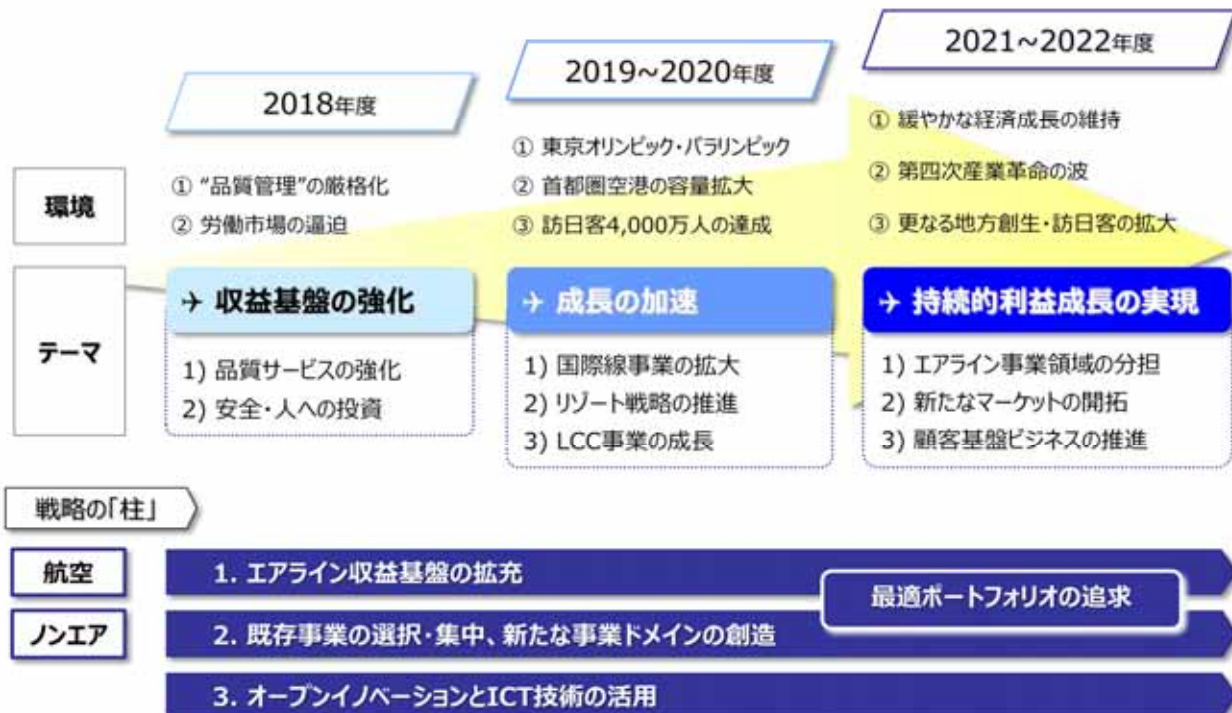 2018年度
2019~2020年度
2021~2022年度
環境
① “品質管理”の厳格化
② 労働市場の逼迫
① 東京オリンピック・パラリンピック
② 首都圏空港の容量拡大
③ 訪日客4,000万人の達成
① 緩やかな経済成長の維持
② 第四次産業革命の波
③ 更なる地方創生・訪日客の拡大
テーマ
収益基盤の強化
1) 品質サービスの強化
2) 安全・人への投資
成長の加速
1) 国際線事業の拡大
2) リゾート戦略の推進
3) LCC事業の成長
持続的利益成長の実現
1) エアライン事業領域の分担
2) 新たなマーケットの開拓
3) 顧客基盤ビジネスの推進
戦略の「柱」
航空
1. エアライン収益基盤の拡充
最適ポートフォリオの追求
ノンエア
2. 既存事業の選択・集中、新たな事業ドメインの創造
3. オープンイノベーションとICT技術の活用